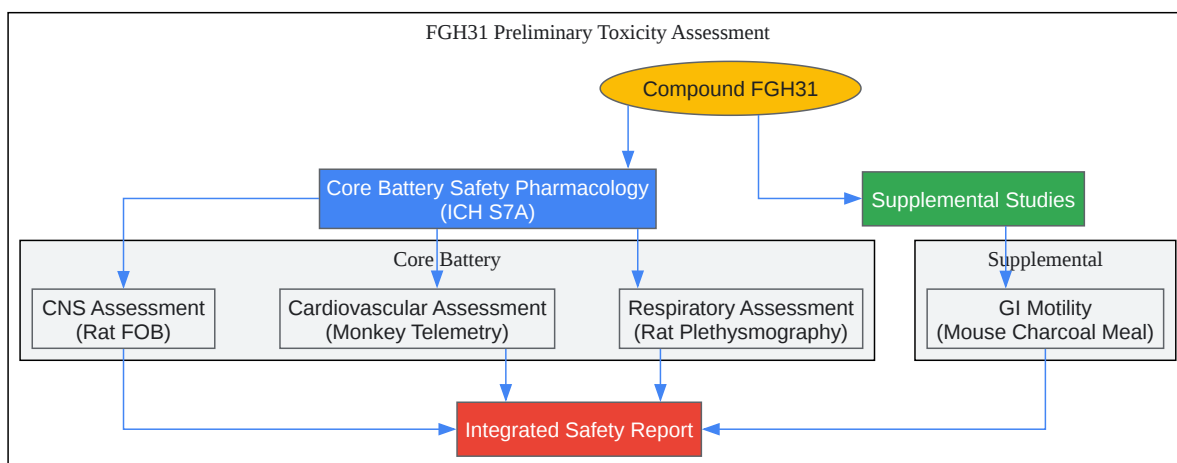 FGH31 Preliminary Toxicity Assessment
Compound FGH31
Core Battery Safety Pharmacology
(ICH S7A)
Supplemental Studies
Core Battery
Supplemental
CNS Assessment
(Rat FOB)
Cardiovascular Assessment
(Monkey Telemetry)
Respiratory Assessment
(Rat Plethysmography)
GI Motility
(Mouse Charcoal Meal)
Integrated Safety Report